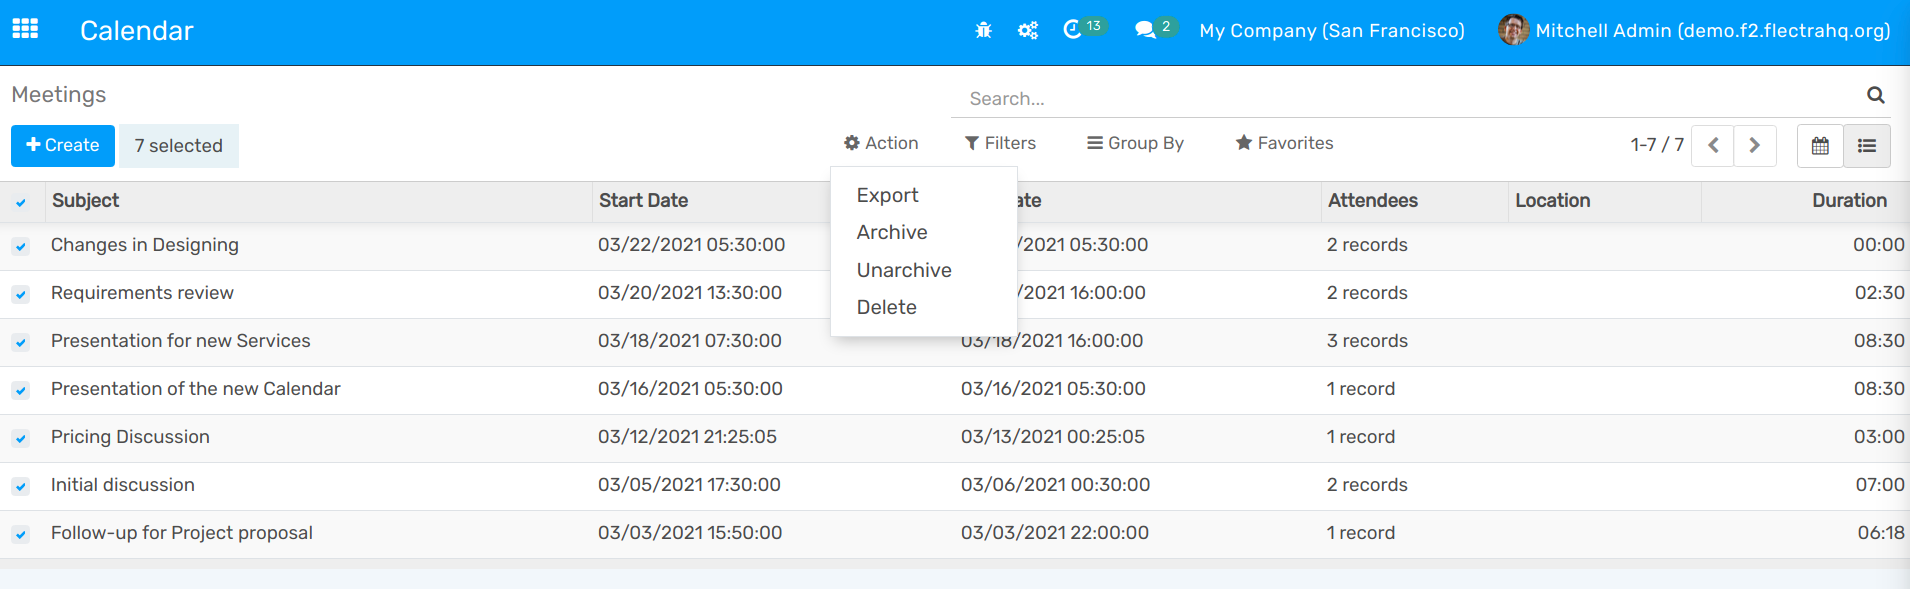 Calendar 13 2 My Company (San Francisco) Mitchell Admin (demo.f2.flectrahq.org)
Meetings Search...
Create 7 selected Action Filters Group By Favorites 1-7 / 7
Export
Archive
Unarchive
Delete
Subject Start Date ate Attendees Location Duration
Changes in Designing 03/22/2021 05:30:00 /2021 05:30:00 2 records 00:00
Requirements review 03/20/2021 13:30:00 /2021 16:00:00 2 records 02:30
Presentation for new Services 03/18/2021 07:30:00 03/18/2021 16:00:00 3 records 08:30
Presentation of the new Calendar 03/16/2021 05:30:00 03/16/2021 05:30:00 1 record 08:30
Pricing Discussion 03/12/2021 21:25:05 03/13/2021 00:25:05 1 record 03:00
Initial discussion 03/05/2021 17:30:00 03/06/2021 00:30:00 2 records 07:00
Follow-up for Project proposal 03/03/2021 15:50:00 03/03/2021 22:00:00 1 record 06:18